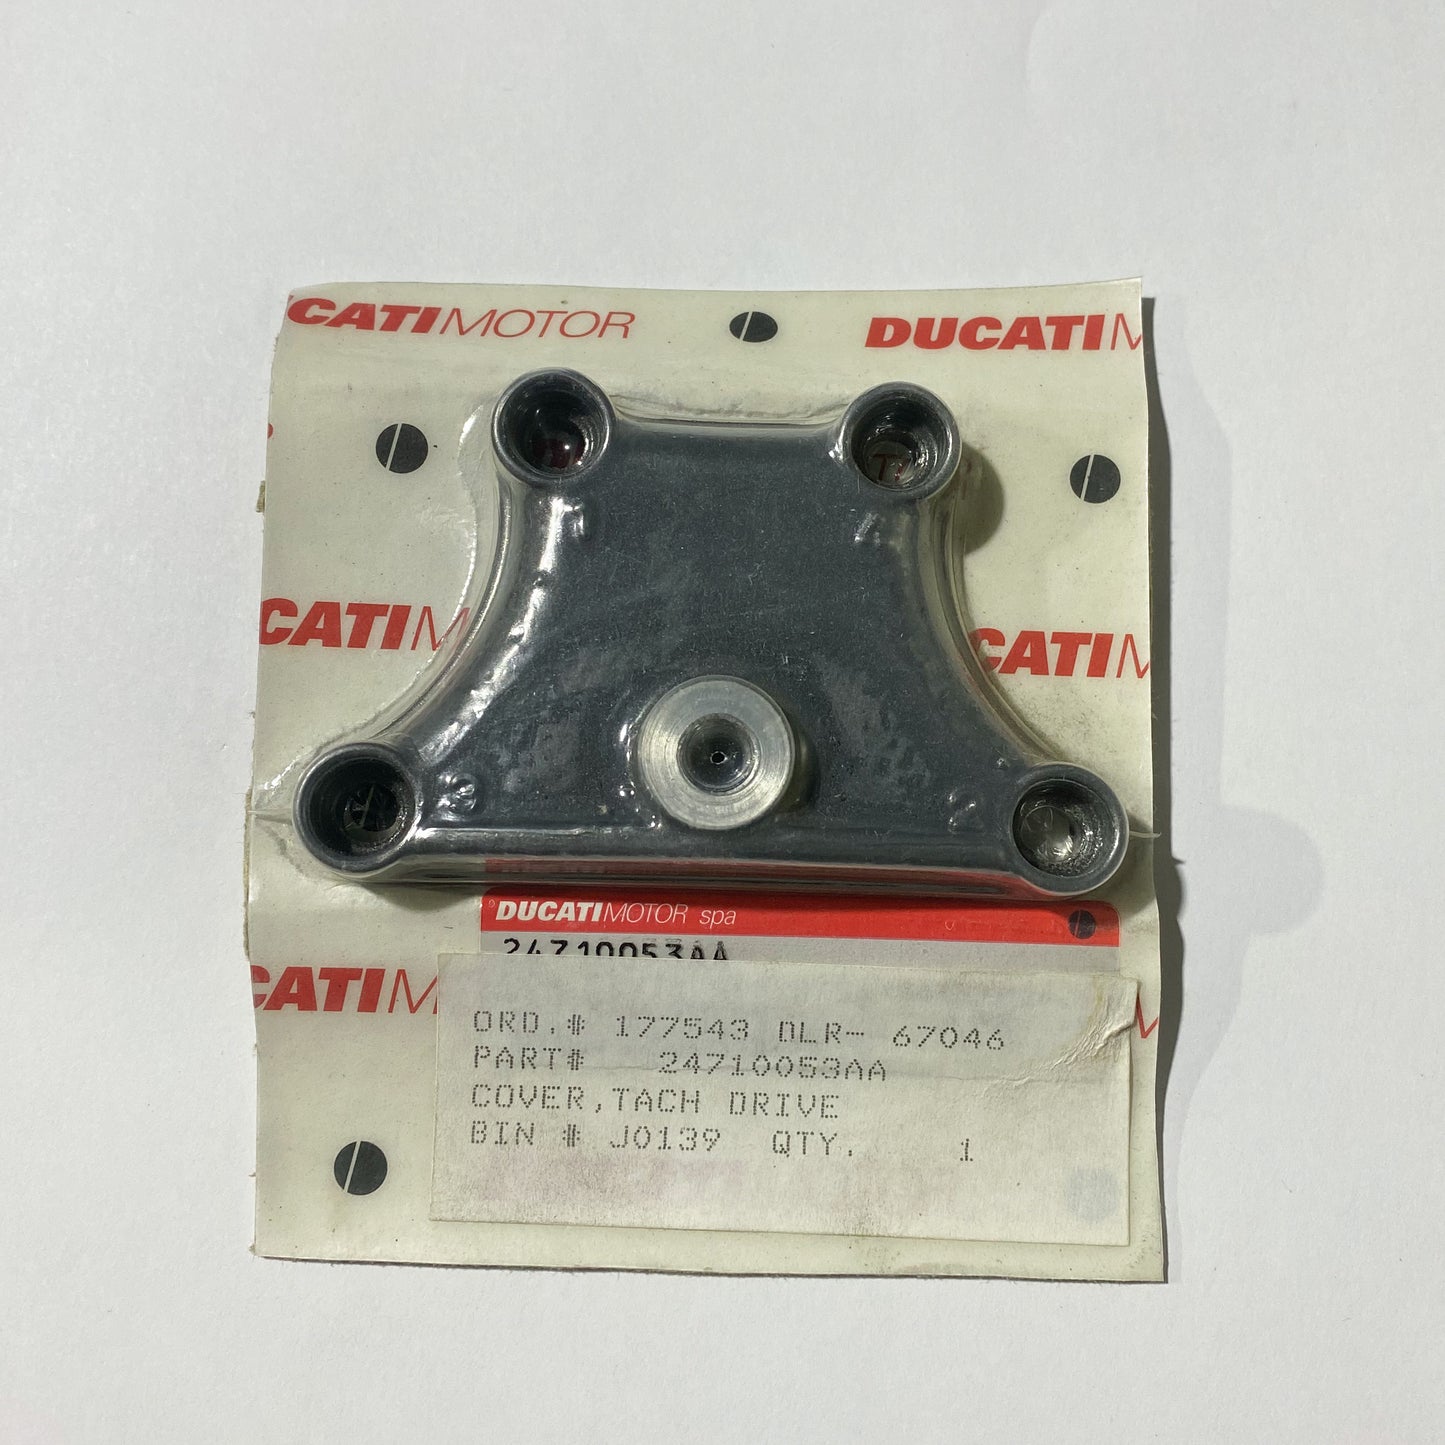 UCATIMOTOR
DUCATIM
CATIM
CATIM
DUCATIMOTOR spa
24710053AA
CATIM
ORD.# 177543 DLR- 67046
PART# 24710053AA
COVER,TACH DRIVE
BIN # J0139 QTY. 1